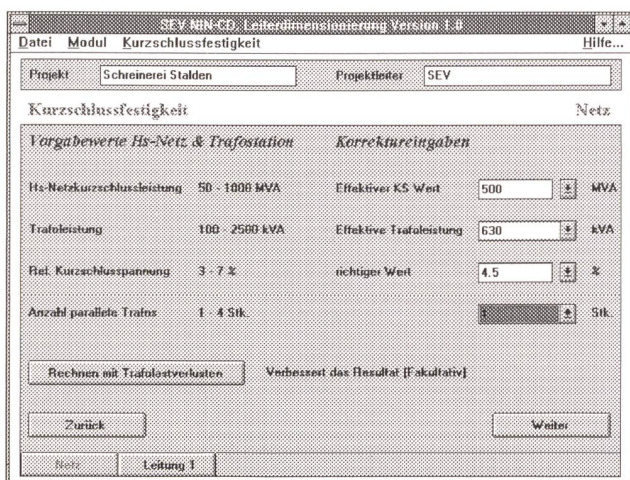 SEV NIN-CD, Leiterdimensionierung Version 1.0
Datei Modul Kurzschlussfestigkeit Hilfe...
Projekt Schreinerei Stalden Projektleiter SEV
Kurzschlussfestigkeit Netz
Vorgabewerte Hs-Netz & Trafostation Korrektureingaben
Hs-Netzkurzschlussleistung 50 - 1000 MVA Effektiver KS Wert 500 MVA
Trafoleistung 100 - 2500 kVA Effektive Trafoleistung 630 kVA
Rel. Kurzschlusspannung 3 - 7 % richtiger Wert 4.5 %
Anzahl parallele Trafos 1 - 4 Stk. Stk.
Rechnen mit Trafolastverlusten Verbessert das Resultat (Fakultativ)
Zurück Weiter
Netz Leitung 1